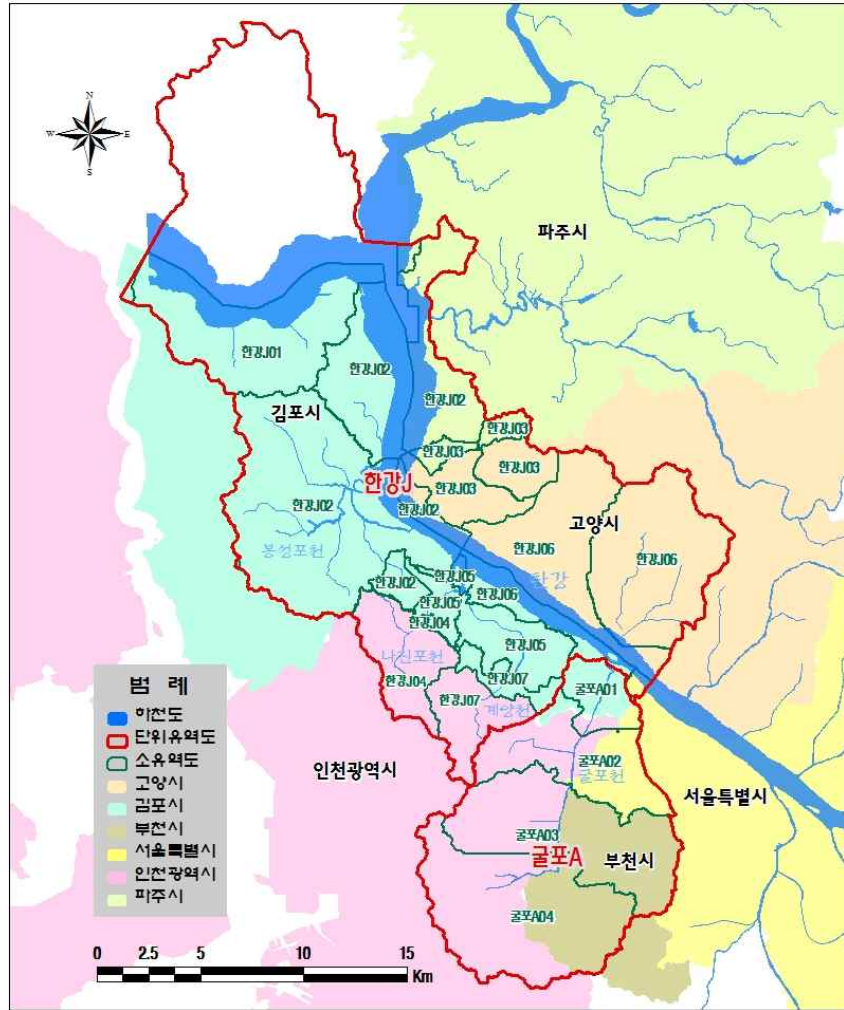 N
W E
S
파주시
한강J01
한강J02
한강J02
김포시
한강J03
한강J03
한강J03
한강J03
한강J
한강J02
고양시
한강J02
한강J06
한강J06
봉성포천
한강
한강J05
한강J02
한강J06
한강J05
한강J04
한강J05
나진포천
한강J07
굴포A01
한강J04
한강J07
계양천
범 례
하천도
단위유역도
소유역도
고양시
김포시
부천시
서울특별시
인천광역시
파주시
굴포A02
굴포천
인천광역시
서울특별시
굴포A03
굴포A
부천시
굴포A04
0 2.5 5 10 15
Km